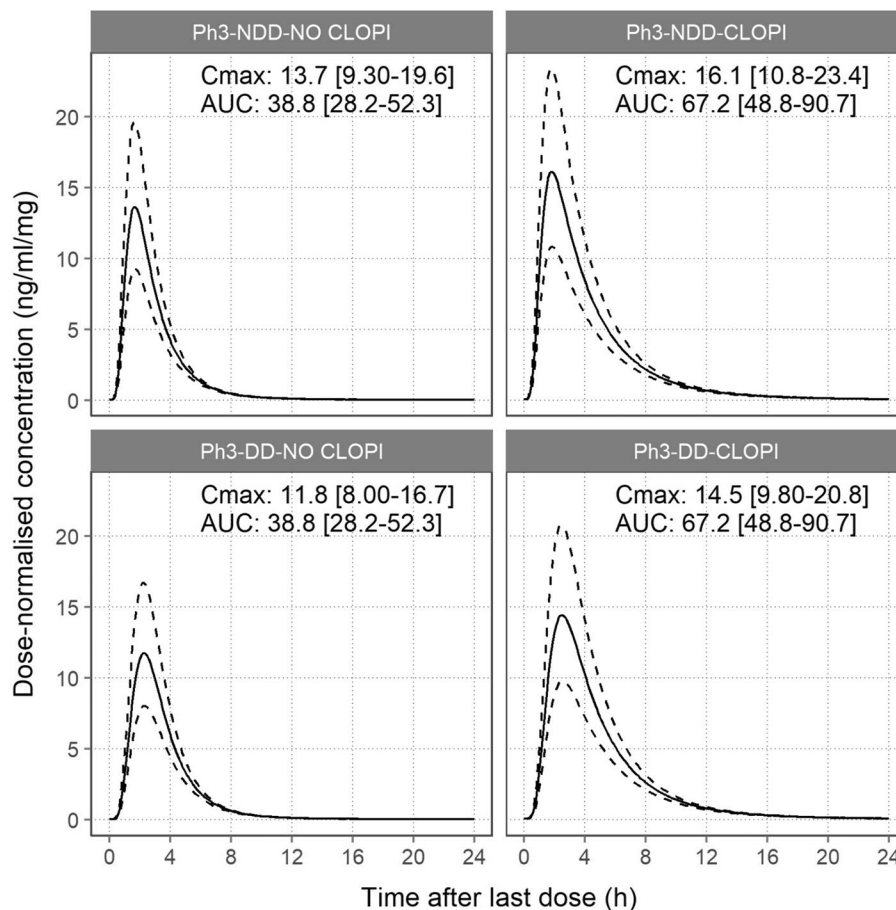 Ph3-NDD-NO CLOPI
Ph3-NDD-CLOPI
Cmax: 13.7 [9.30-19.6]
AUC: 38.8 [28.2-52.3]
Cmax: 16.1 [10.8-23.4]
AUC: 67.2 [48.8-90.7]
20
15
10
5
0
Ph3-DD-NO CLOPI
Ph3-DD-CLOPI
Cmax: 11.8 [8.00-16.7]
AUC: 38.8 [28.2-52.3]
Cmax: 14.5 [9.80-20.8]
AUC: 67.2 [48.8-90.7]
20
15
10
5
0
0 4 8 12 16 20 24
0 4 8 12 16 20 24
Dose-normalised concentration (ng/ml/mg)
Time after last dose (h)